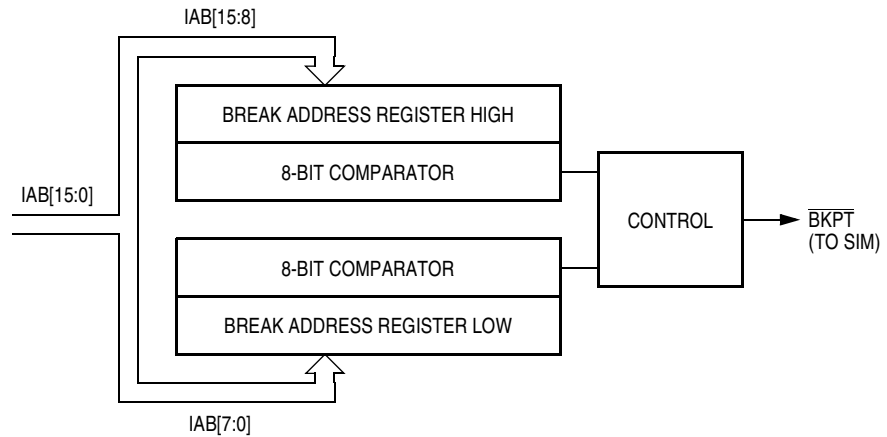 IAB[15:8]
BREAK ADDRESS REGISTER HIGH
8-BIT COMPARATOR
IAB[15:0]
CONTROL
BKPT
(TO SIM)
8-BIT COMPARATOR
BREAK ADDRESS REGISTER LOW
IAB[7:0]